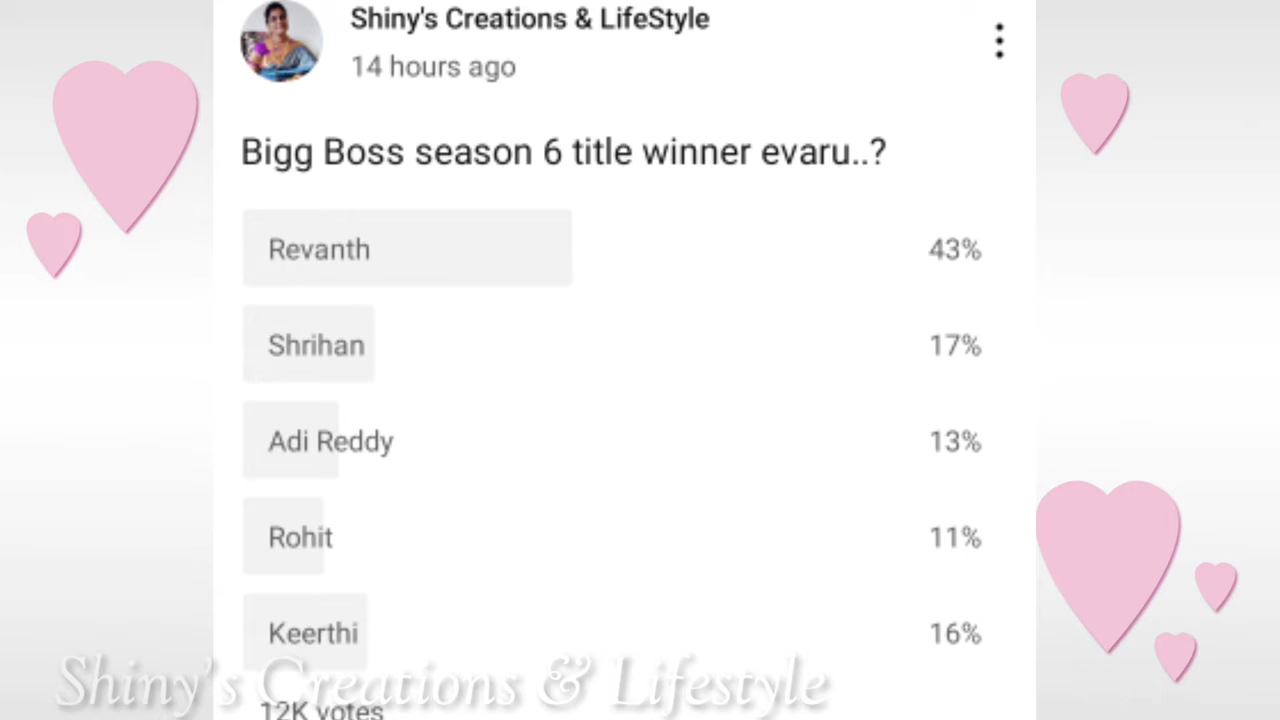 Shiny's Creations & LifeStyle
14 hours ago
Bigg Boss season 6 title winner evaru..?
Revanth 43%
Shrihan 17%
Adi Reddy 13%
Rohit 11%
Keerthi 16%
Shiny's Creations & Lifestyle
12K votes